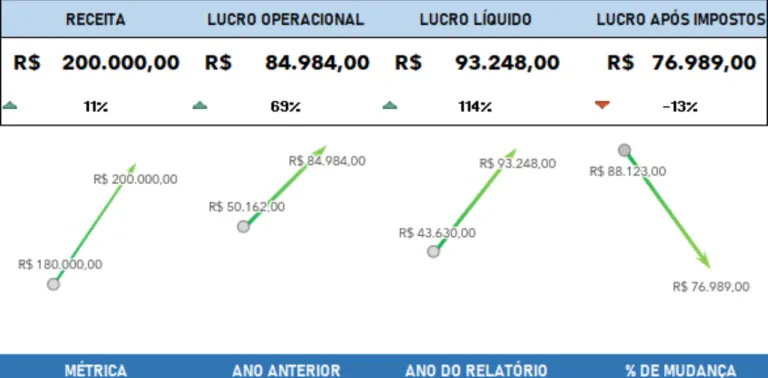 RECEITA LUCRO OPERACIONAL LUCRO LÍQUIDO LUCRO APÓS IMPOSTOS
R$ 200.000,00 R$ 84.984,00 R$ 93.248,00 R$ 76.989,00
11% 69% 114% -13%
R$ 84.984,00 R$ 93.248,00
R$ 88.123,00
R$ 200.000,00
R$ 50.162,00
R$ 43.630,00
R$ 180.000,00
R$ 76.989,00
MÉTRICA ANO ANTERIOR ANO DO RELATÓRIO % DE MUDANÇA